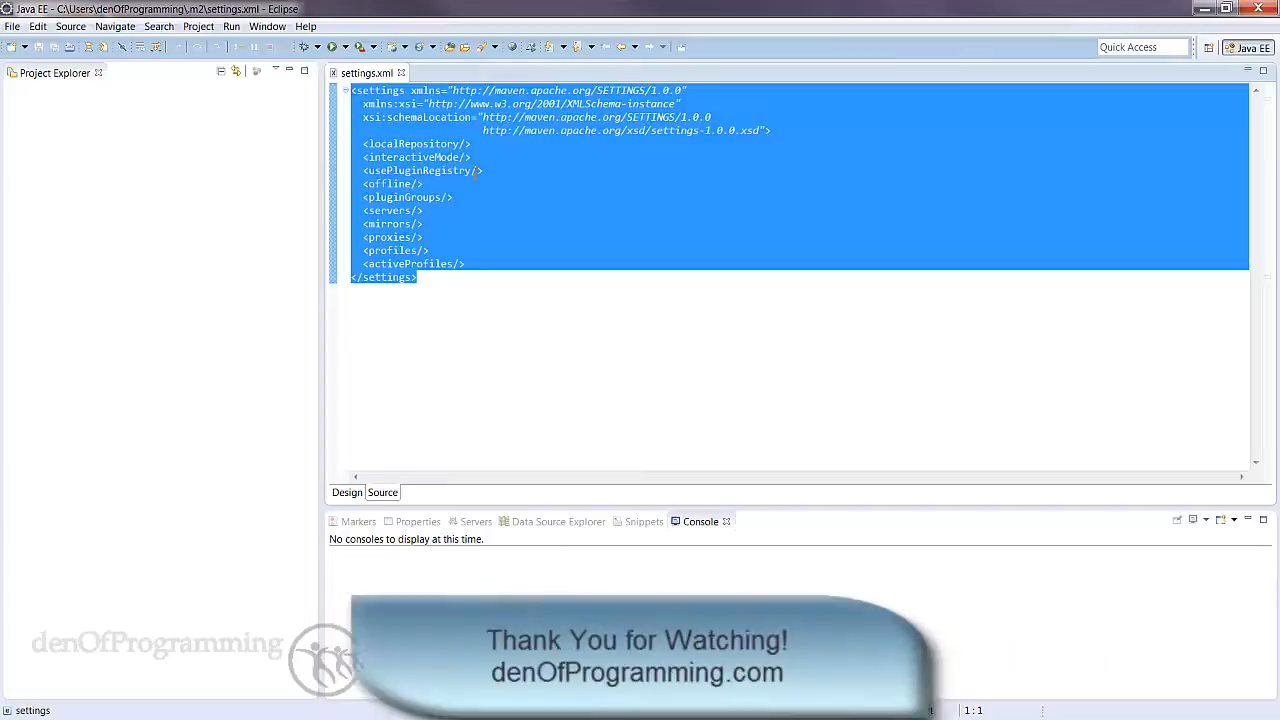 Java EE - C:\Users\denOfProgramming\.m2\settings.xml - Eclipse
File Edit Source Navigate Search Project Run Window Help
Quick Access
Java EE
Project Explorer
settings.xml
<settings xmlns="http://maven.apache.org/SETTINGS/1.0.0"
xmlns:xsi="http://www.w3.org/2001/XMLSchema-instance"
xsi:schemaLocation="http://maven.apache.org/SETTINGS/1.0.0
http://maven.apache.org/xsd/settings-1.0.0.xsd">
<localRepository/>
<interactiveMode/>
<usePluginRegistry/>
<offline/>
<pluginGroups/>
<servers/>
<mirrors/>
<proxies/>
<profiles/>
<activeProfiles/>
</settings>
Design Source
Markers Properties Servers Data Source Explorer Snippets Console
No consoles to display at this time.
denOfProgramming
Thank You for Watching!
denOfProgramming.com
settings
1:1